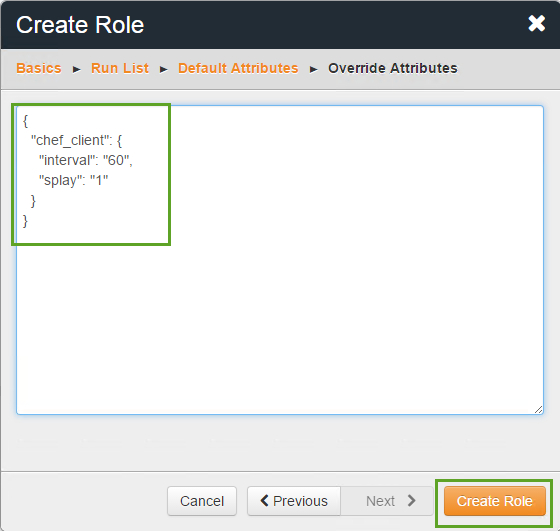 Create Role
Basics ► Run List ► Default Attributes ► Override Attributes
{
"chef_client": {
"interval": "60",
"splay": "1"
}
}
Cancel
Previous
Next
Create Role